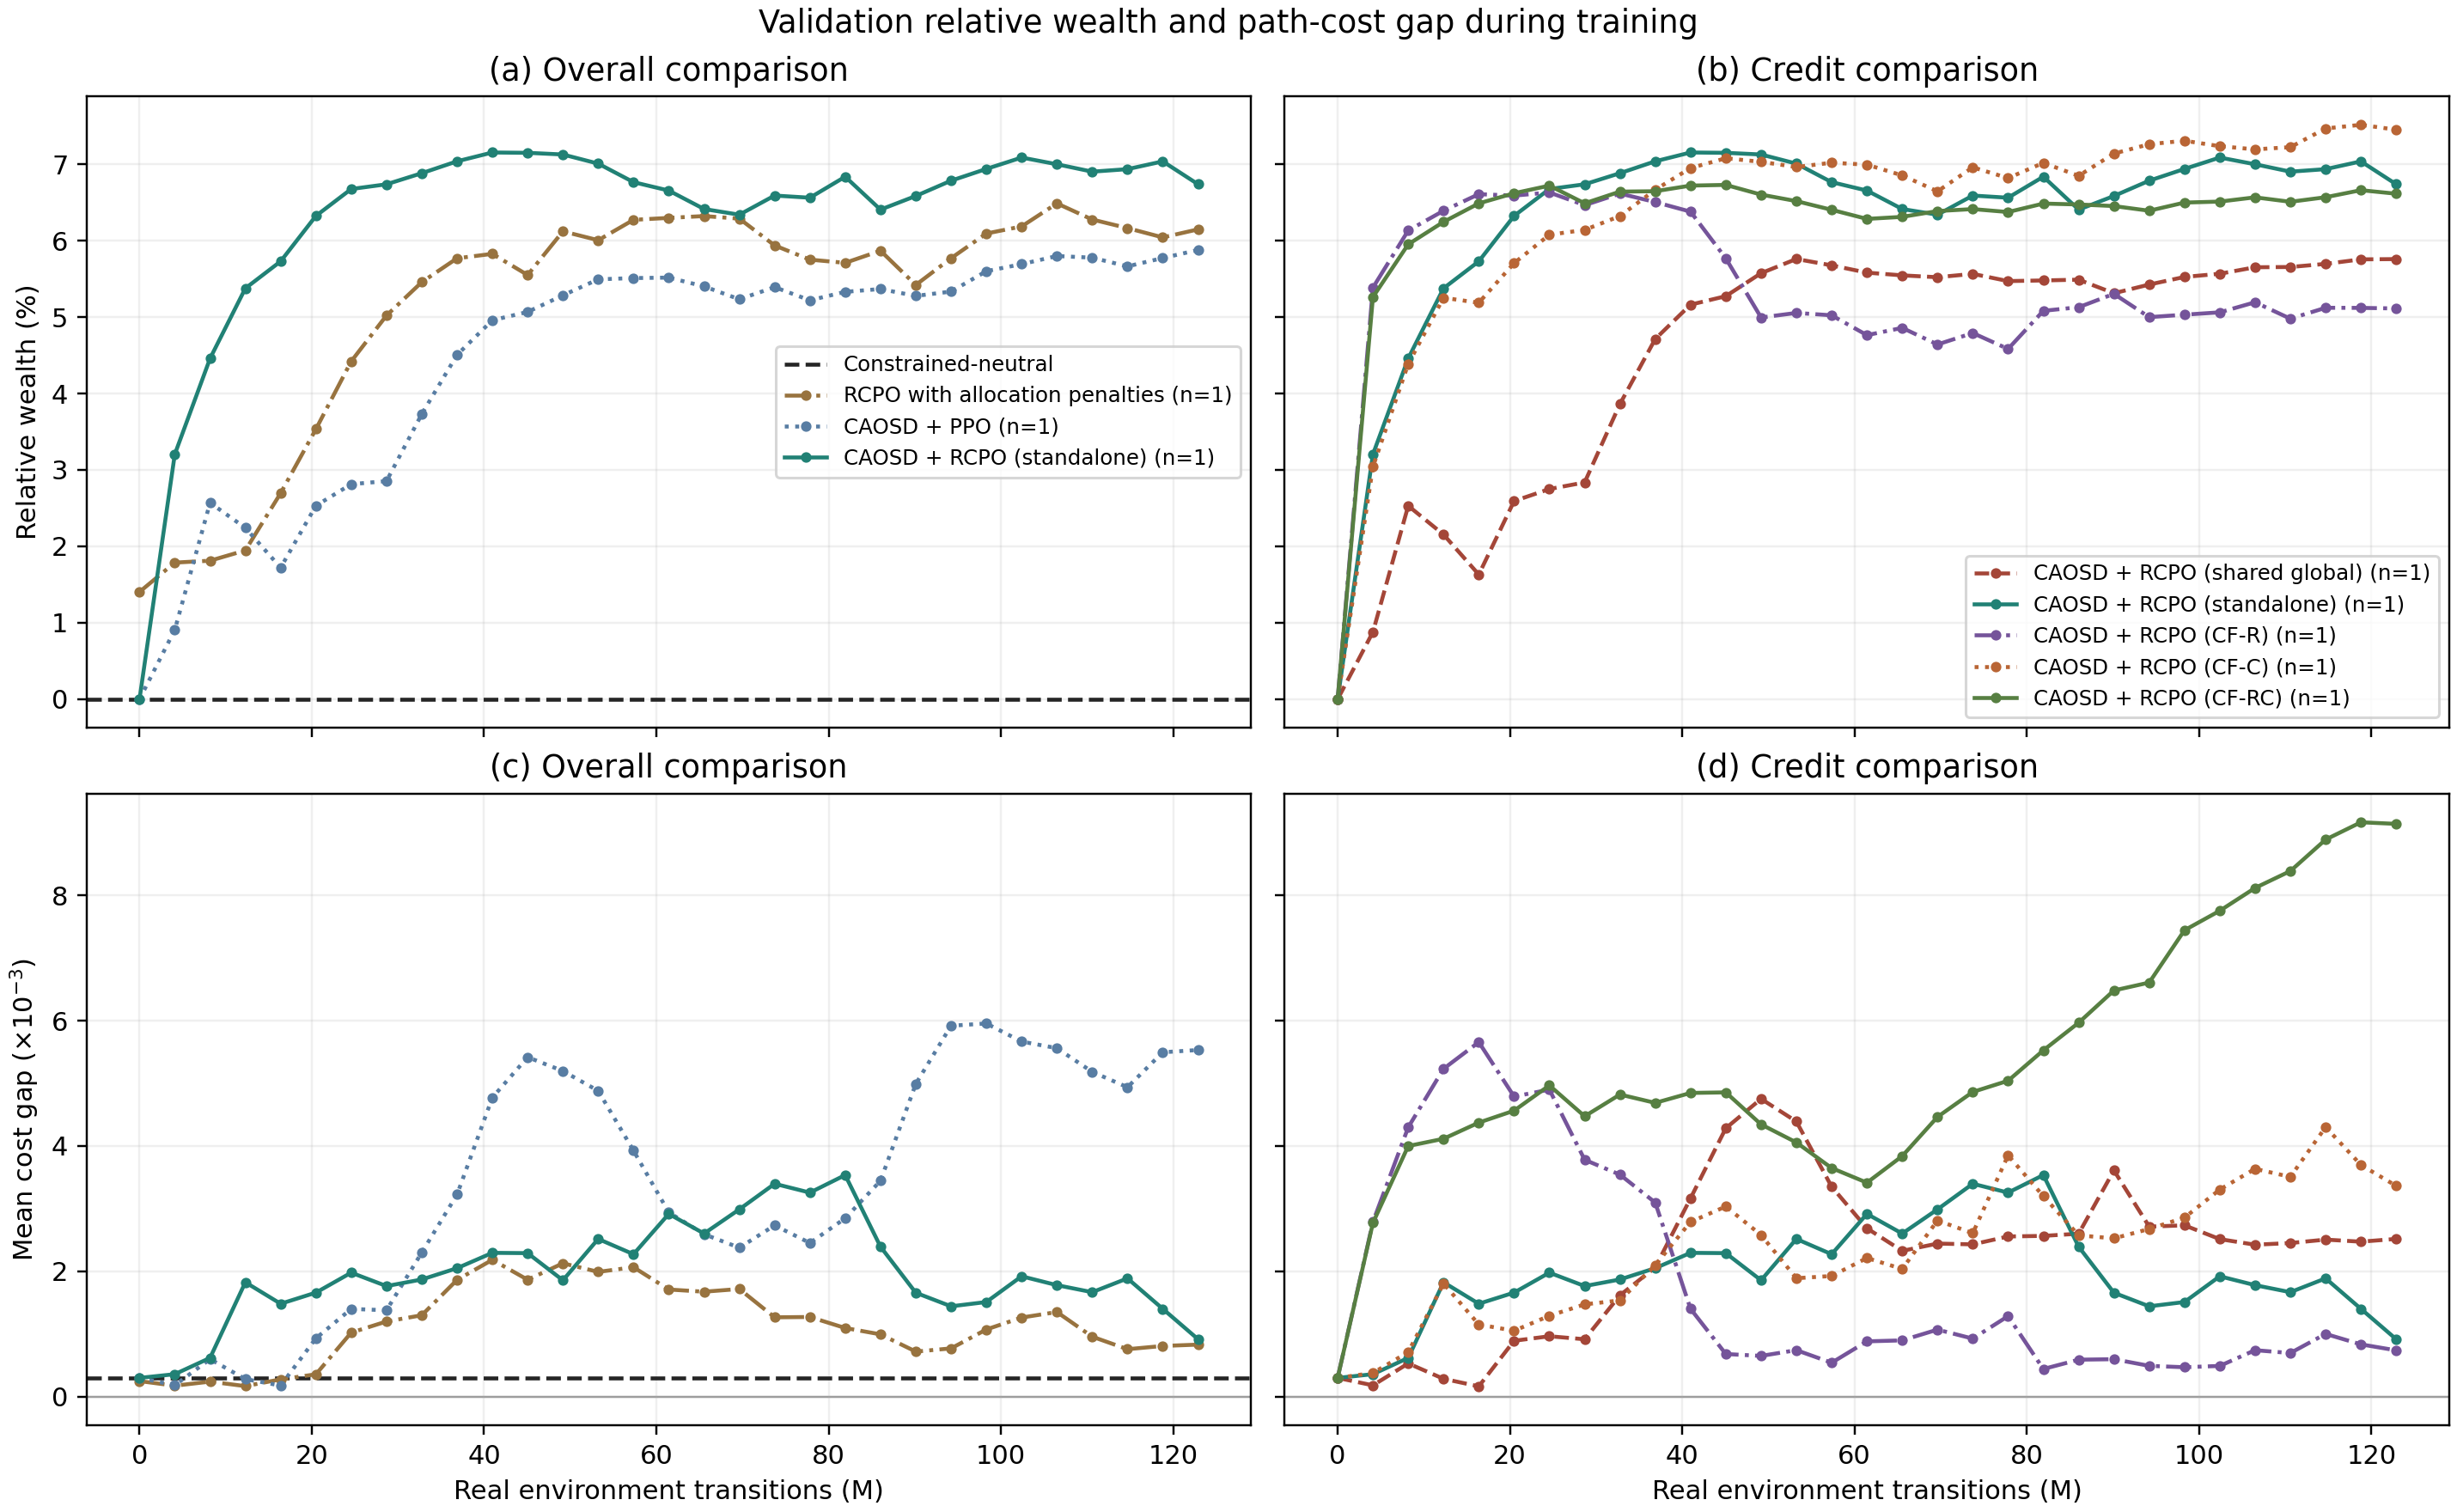 Validation relative wealth and path-cost gap during training
(a) Overall comparison
Relative wealth (%)
7
6
5
4
3
2
1
0
Constrained-neutral
RCPO with allocation penalties (n=1)
CAOSD + PPO (n=1)
CAOSD + RCPO (standalone) (n=1)
(b) Credit comparison
CAOSD + RCPO (shared global) (n=1)
CAOSD + RCPO (standalone) (n=1)
CAOSD + RCPO (CF-R) (n=1)
CAOSD + RCPO (CF-C) (n=1)
CAOSD + RCPO (CF-RC) (n=1)
(c) Overall comparison
Mean cost gap (×10⁻³)
8
6
4
2
0
0 20 40 60 80 100 120
Real environment transitions (M)
(d) Credit comparison
0 20 40 60 80 100 120
Real environment transitions (M)